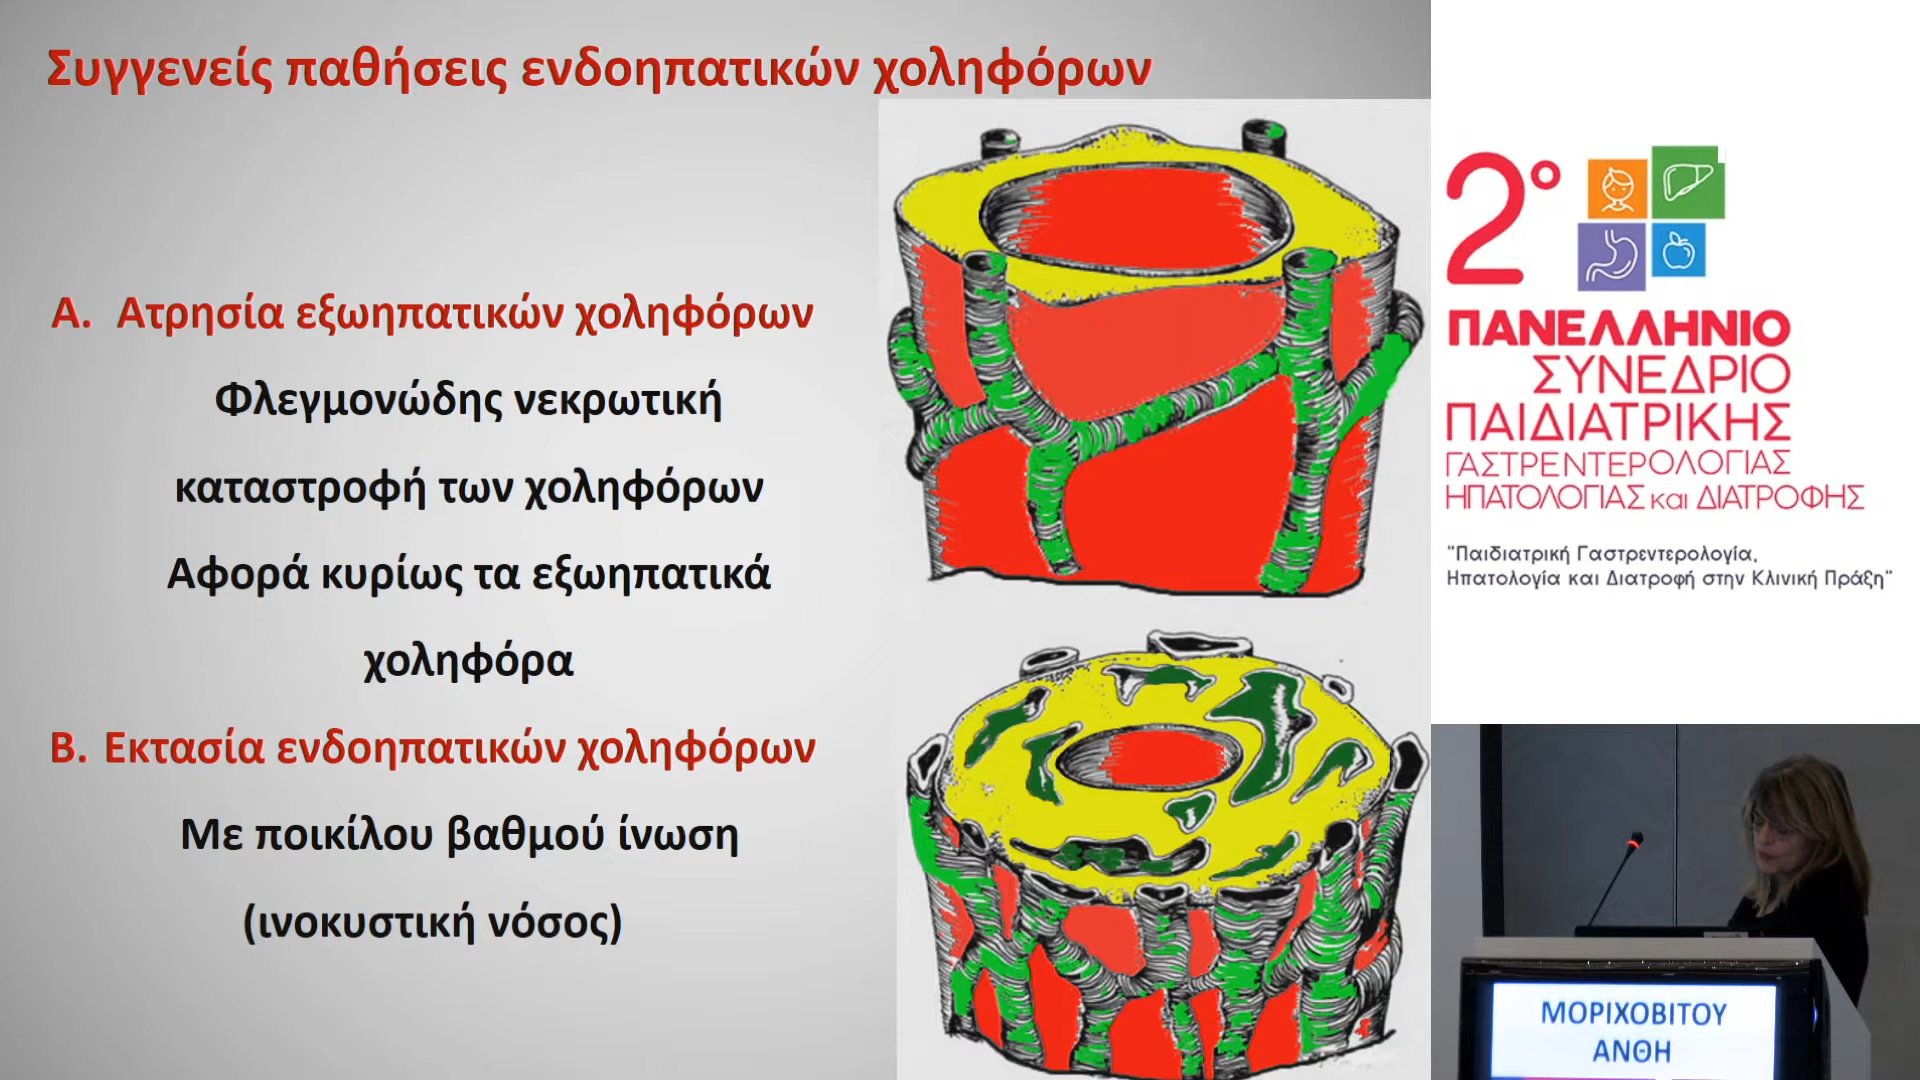 Συγγενείς παθήσεις ενδοηπατικών χοληφόρων
Α. Ατρησία εξωηπατικών χοληφόρων
Φλεγμονώδης νεκρωτική
καταστροφή των χοληφόρων
Αφορά κυρίως τα εξωηπατικά
χοληφόρα
Β. Εκτασία ενδοηπατικών χοληφόρων
Με ποικίλου βαθμού ίνωση
(ινοκυστική νόσος)
2°
ΠΑΝΕΛΛΗΝΙΟ
ΣΥΝΕΔΡΙΟ
ΠΑΙΔΙΑΤΡΙΚΗΣ
ΓΑΣΤΡΕΝΤΕΡΟΛΟΓΙΑΣ
ΗΠΑΤΟΛΟΓΙΑΣ και ΔΙΑΤΡΟΦΗΣ
"Παιδιατρική Γαστρεντερολογία,
Ηπατολογία και Διατροφή στην Κλινική Πράξη"
ΜΟΡΙΧΟΒΙΤΟΥ
ΑΝΘΗ